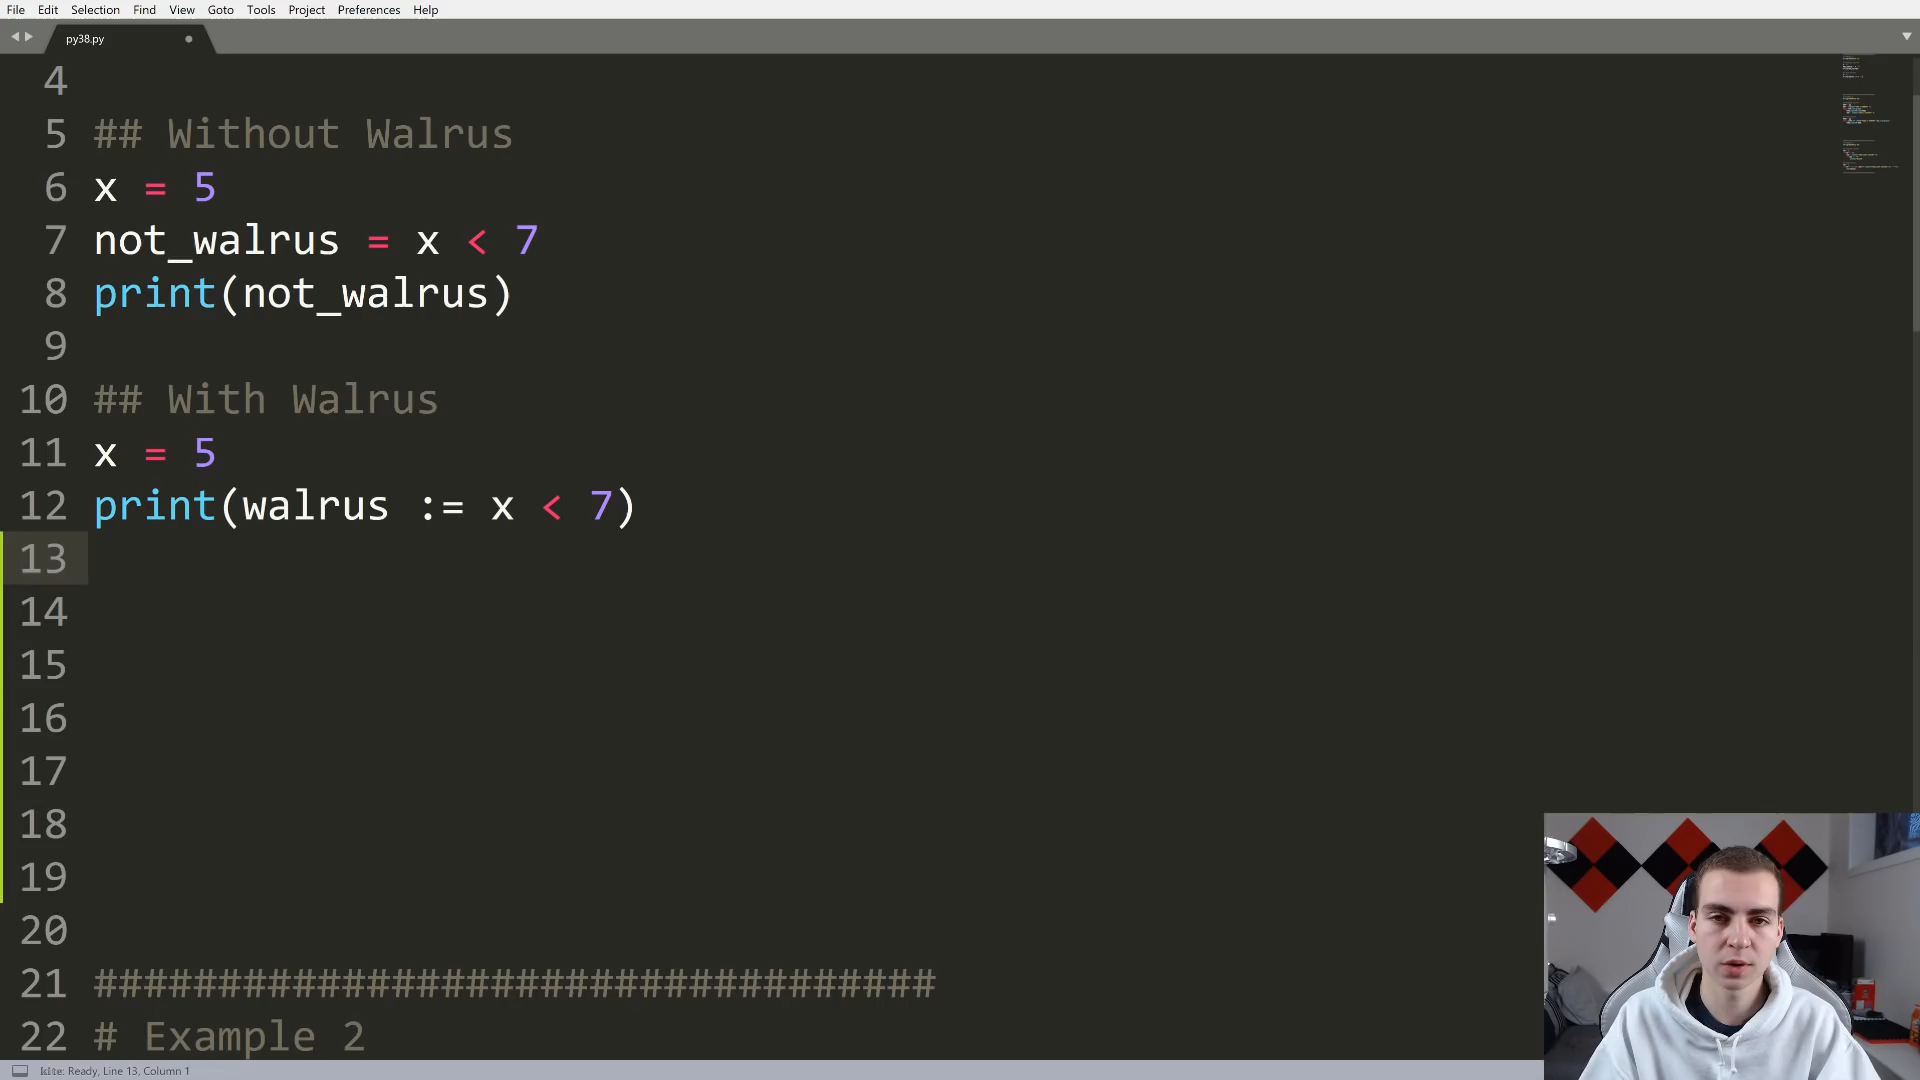 File Edit Selection Find View Goto Tools Project Preferences Help
py38.py
4
5 ## Without Walrus
6 x = 5
7 not_walrus = x < 7
8 print(not_walrus)
9
10 ## With Walrus
11 x = 5
12 print(walrus := x < 7)
13
14
15
16
17
18
19
20
21 ##################################
22 # Example 2
kite: Ready, Line 13, Column 1